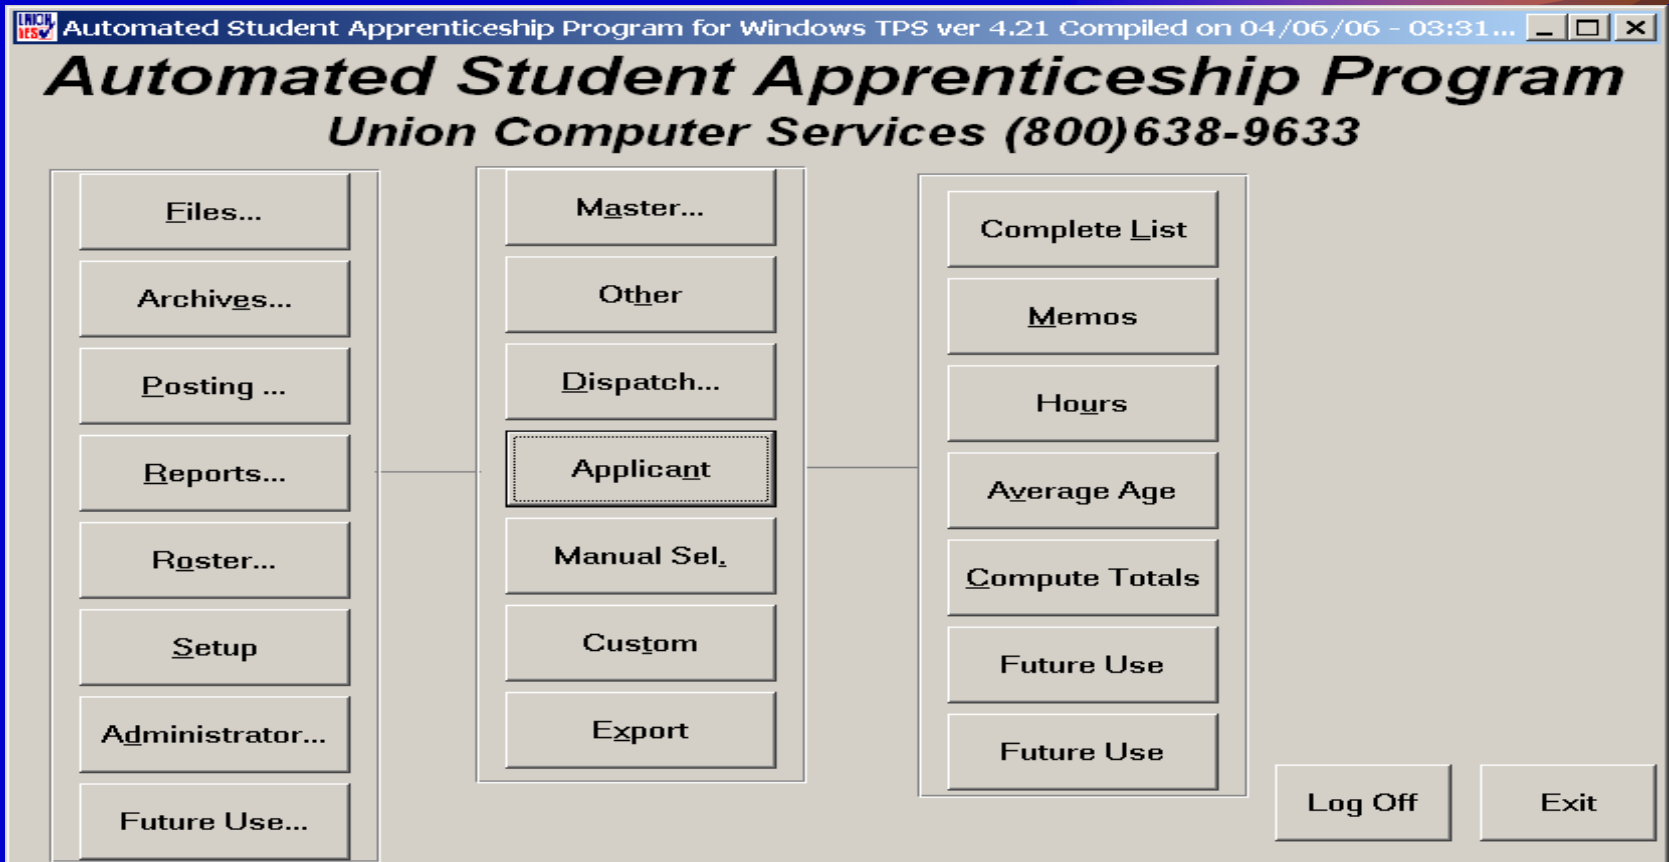 UNION YES
Automated Student Apprenticeship Program for Windows TPS ver 4.21 Compiled on 04/06/06 - 03:31...
Automated Student Apprenticeship Program
Union Computer Services (800)638-9633
Files...
Archives...
Posting ...
Reports...
Roster...
Setup
Administrator...
Future Use...
Master...
Other
Dispatch...
Applicant
Manual Sel.
Custom
Export
Complete List
Memos
Hours
Average Age
Compute Totals
Future Use
Future Use
Log Off
Exit